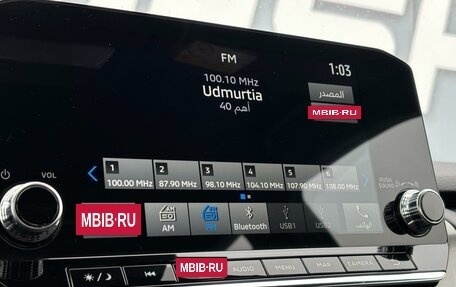 FM
1:03
100.10 MHz
Udmurtia
أهم 40
المصدر
MBIB·RU
VOL
1 2 3 4 5 6
100.00 MHz 87.90 MHz 98.10 MHz 104.10 MHz 107.90 MHz 108.00 MHz
PUSH
SOUND
MBIB·RU
AM FM Bluetooth USB1 USB2 الهاتف
MBIB·RU
AUDIO MENU MAP CAMERA